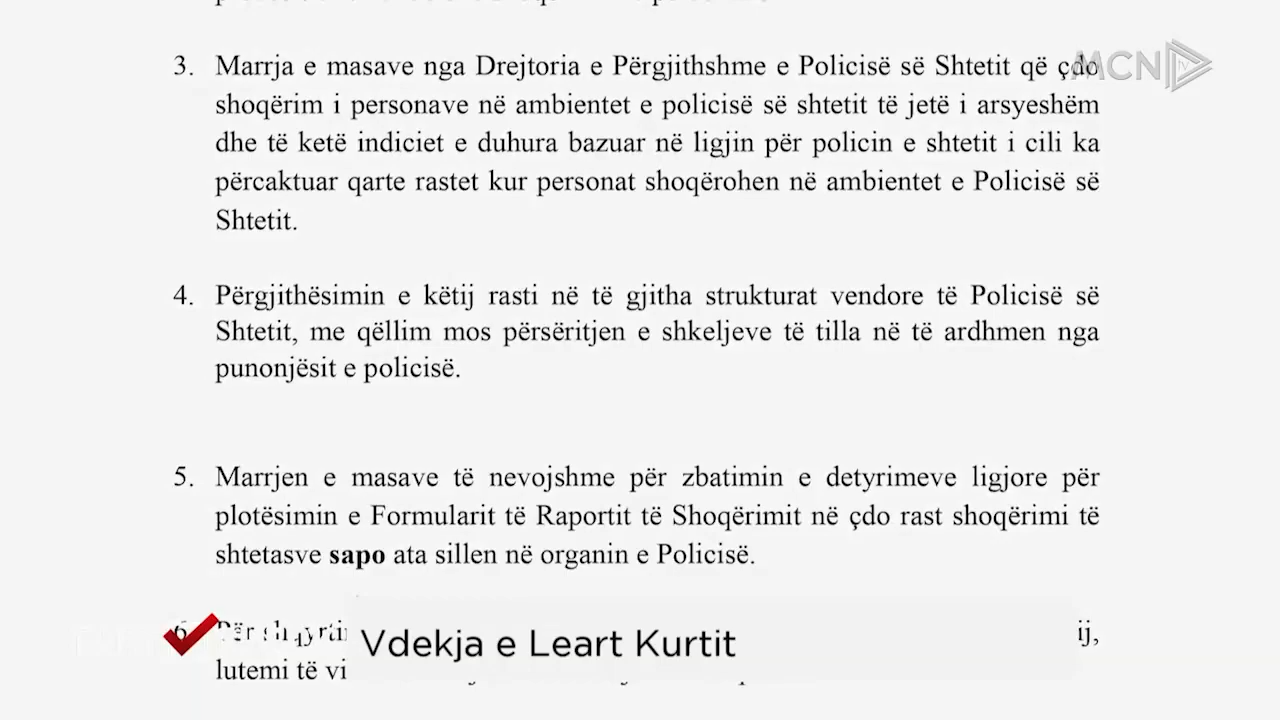 3. Marrja e masave nga Drejtoria e Përgjithshme e Policisë së Shtetit që çdo
MCN TV
shoqërim i personave në ambientet e policisë së shtetit të jetë i arsyeshëm
dhe të ketë indiciet e duhura bazuar në ligjin për policin e shtetit i cili ka
përcaktuar qarte rastet kur personat shoqërohen në ambientet e Policisë së
Shtetit.
4. Përgjithësimin e këtij rasti në të gjitha strukturat vendore të Policisë së
Shtetit, me qëllim mos përsëritjen e shkeljeve të tilla në të ardhmen nga
punonjësit e policisë.
5. Marrjen e masave të nevojshme për zbatimin e detyrimeve ligjore për
plotësimin e Formularit të Raportit të Shoqërimit në çdo rast shoqërimi të
shtetasve sapo ata sillen në organin e Policisë.
6. Për
Vdekja e Leart Kurtit
lutemi të